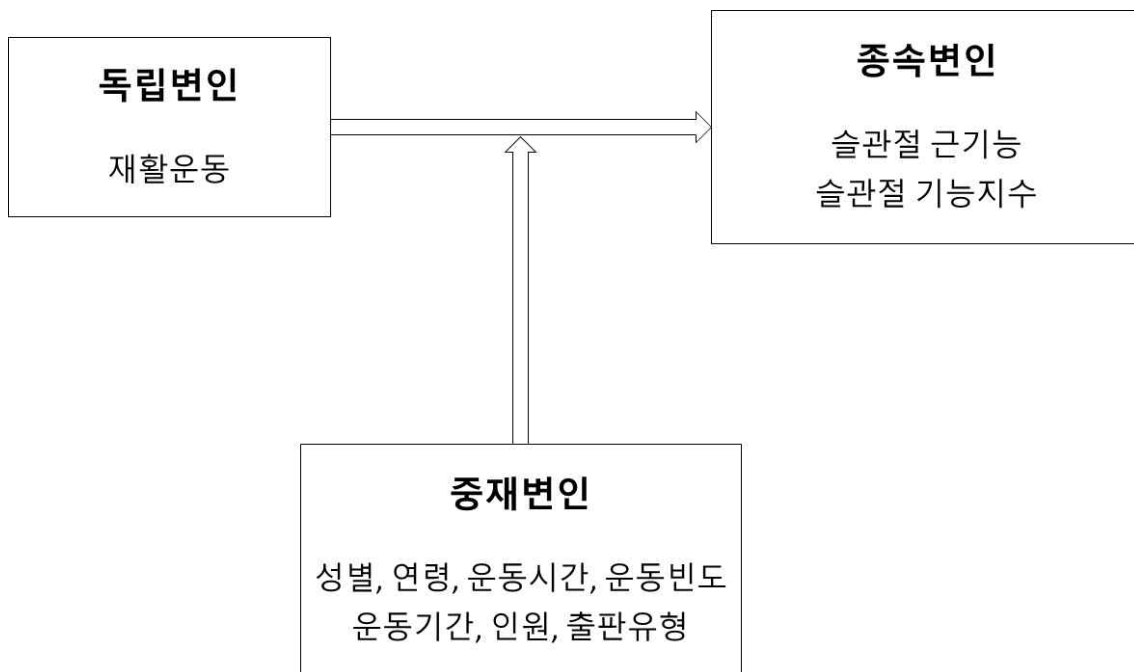 독립변인
재활운동
종속변인
슬관절 근기능
슬관절 기능지수
중재변인
성별, 연령, 운동시간, 운동빈도
운동기간, 인원, 출판유형